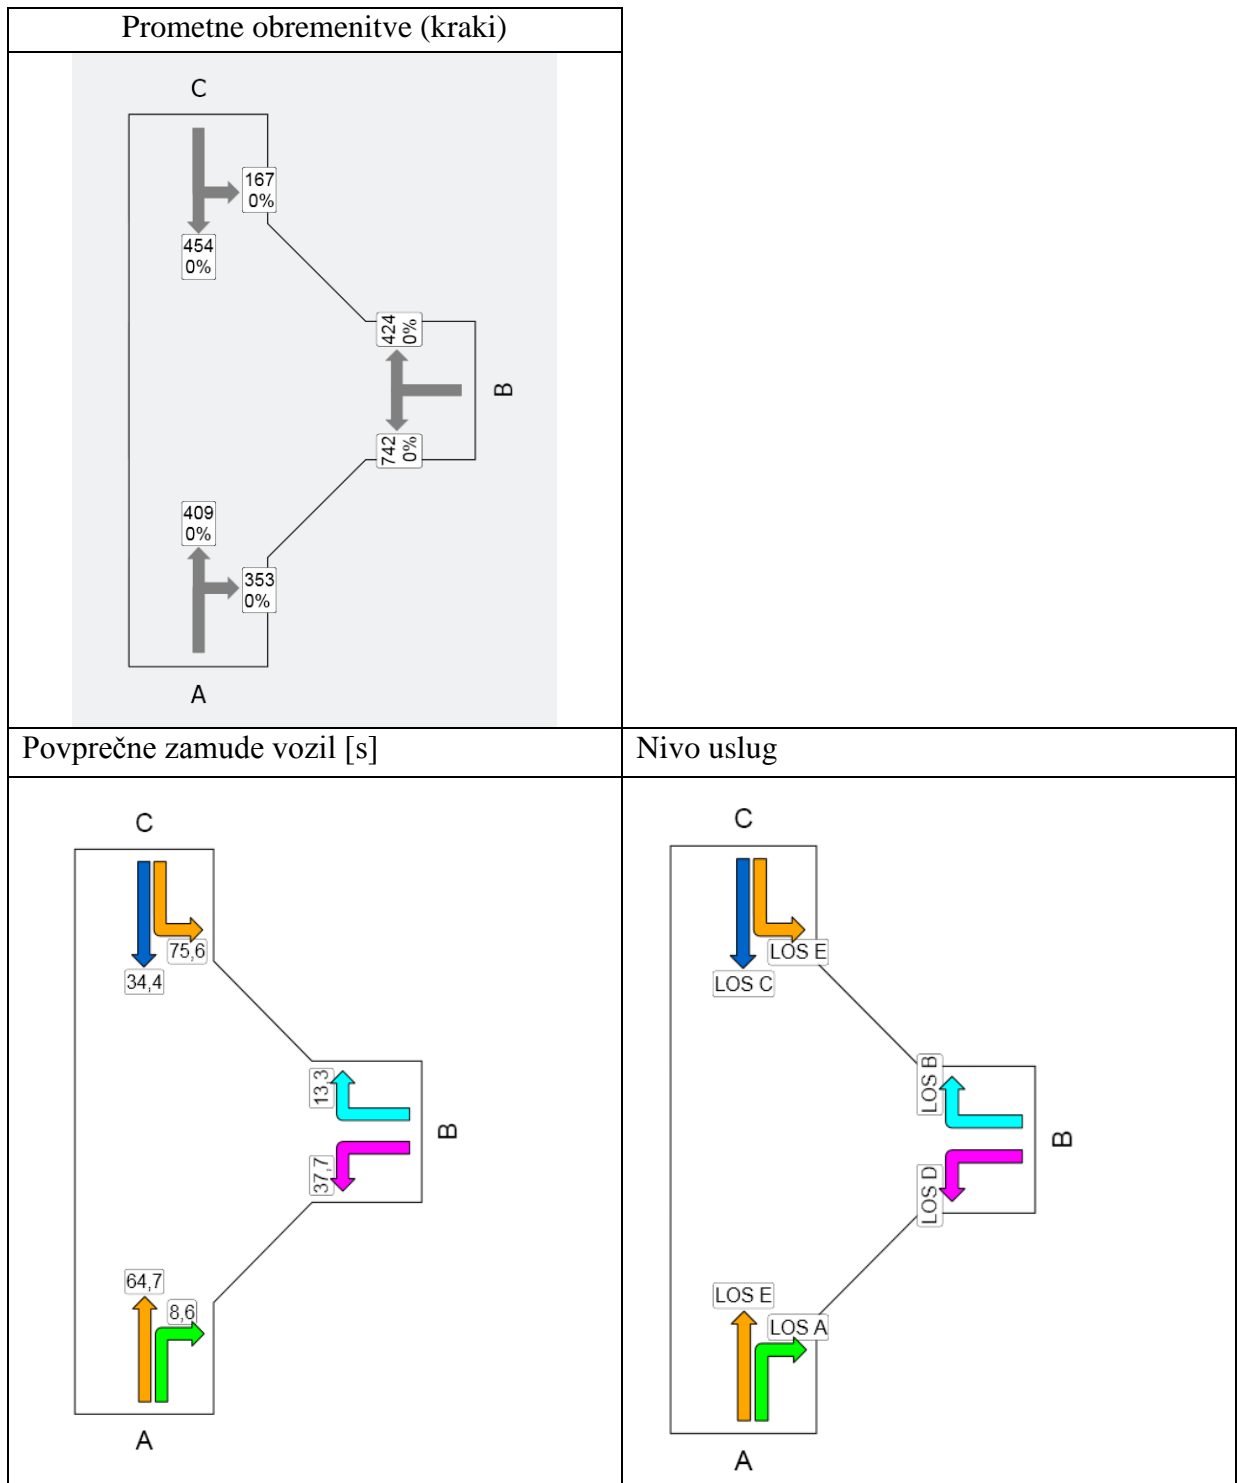 Prometne obremenitve (kraki)
C
167
0%
454
0%
424
0%
B
742
0%
409
0%
353
0%
A
Povprečne zamude vozil [s]
Nivo uslug
C
75,6
34,4
13,3
B
37,7
64,7
8,6
A
C
LOS E
LOS C
LOS B
B
LOS D
LOS E
LOS A
A